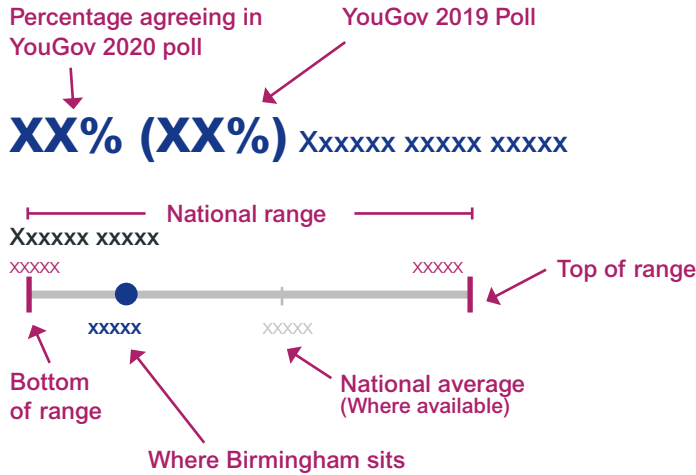 Percentage agreeing in
YouGov 2020 poll
YouGov 2019 Poll
XX% (XX%) Xxxxxx xxxxx xxxxx
National range
Xxxxxx xxxxx
xxxxx
xxxxx
Top of range
xxxxx
xxxxx
Bottom
of range
National average
(Where available)
Where Birmingham sits